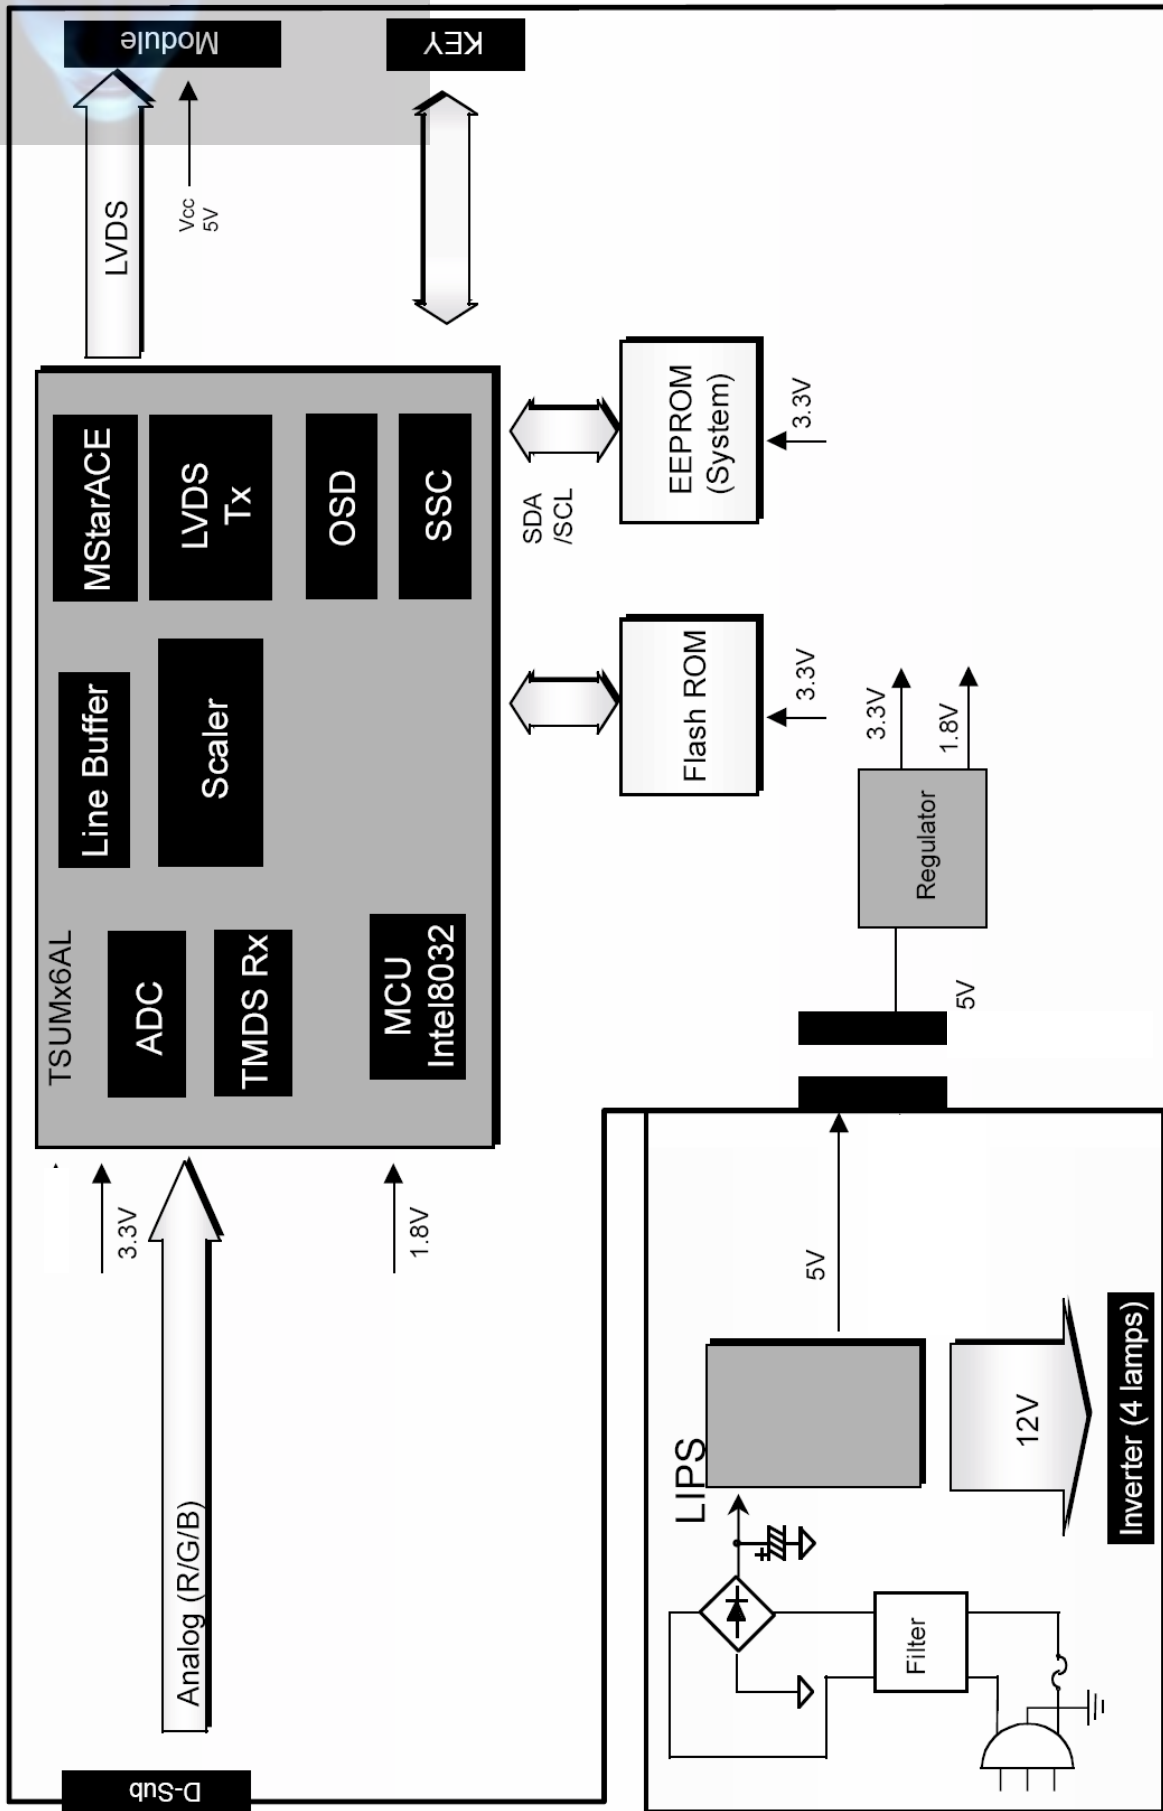 D-Sub
Analog (R/G/B)
3.3V
1.8V
TSUMx6AL
ADC
TMDS Rx
MCU
Intel8032
Line Buffer
Scaler
MStarACE
LVDS
Tx
OSD
SSC
LVDS
Vcc
5V
Module
KEY
SDA
/SCL
Flash ROM
3.3V
EEPROM
(System)
3.3V
LIPS
Filter
5V
12V
Inverter (4 lamps)
5V
Regulator
3.3V
1.8V